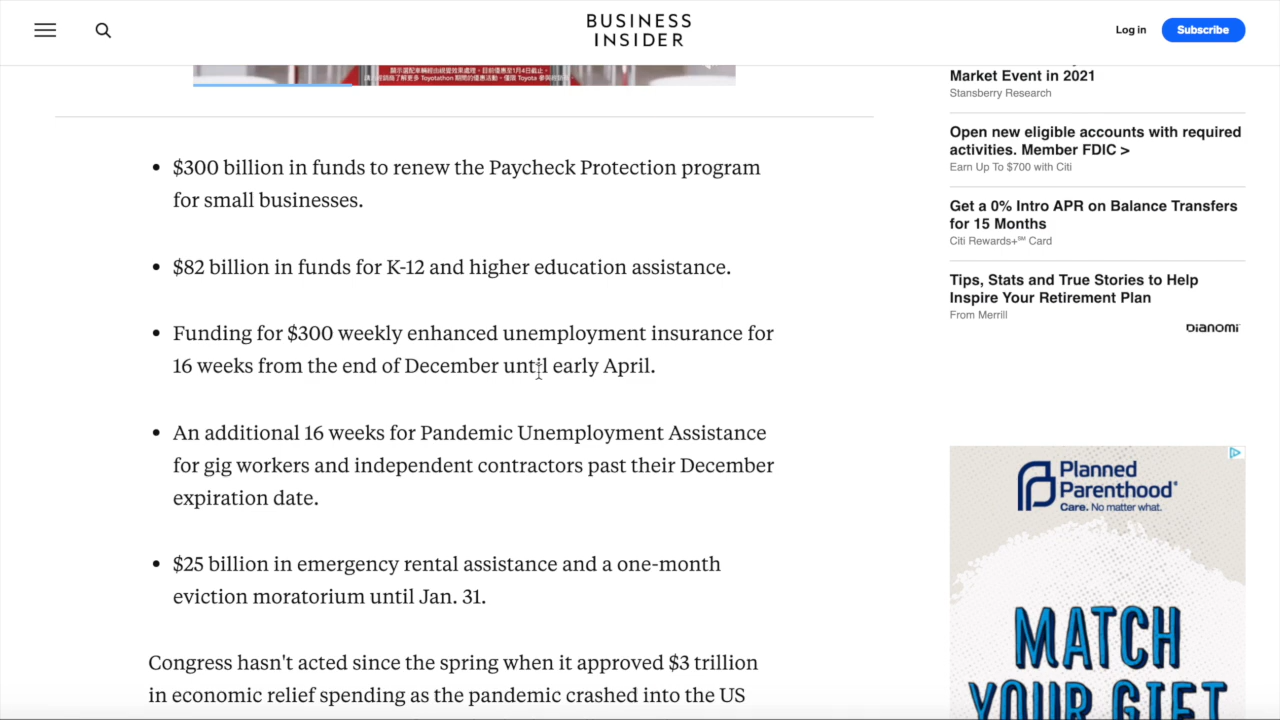 BUSINESS
INSIDER
Log in
Subscribe
• $300 billion in funds to renew the Paycheck Protection program
for small businesses.
• $82 billion in funds for K-12 and higher education assistance.
• Funding for $300 weekly enhanced unemployment insurance for
16 weeks from the end of December until early April.
• An additional 16 weeks for Pandemic Unemployment Assistance
for gig workers and independent contractors past their December
expiration date.
• $25 billion in emergency rental assistance and a one-month
eviction moratorium until Jan. 31.
Congress hasn't acted since the spring when it approved $3 trillion
in economic relief spending as the pandemic crashed into the US
Market Event in 2021
Stansberry Research
Open new eligible accounts with required
activities. Member FDIC >
Earn Up To $700 with Citi
Get a 0% Intro APR on Balance Transfers
for 15 Months
Citi Rewards+℠ Card
Tips, Stats and True Stories to Help
Inspire Your Retirement Plan
From Merrill
DIANOMI
Planned
Parenthood®
Care. No matter what.
MATCH
YOUR GIFT